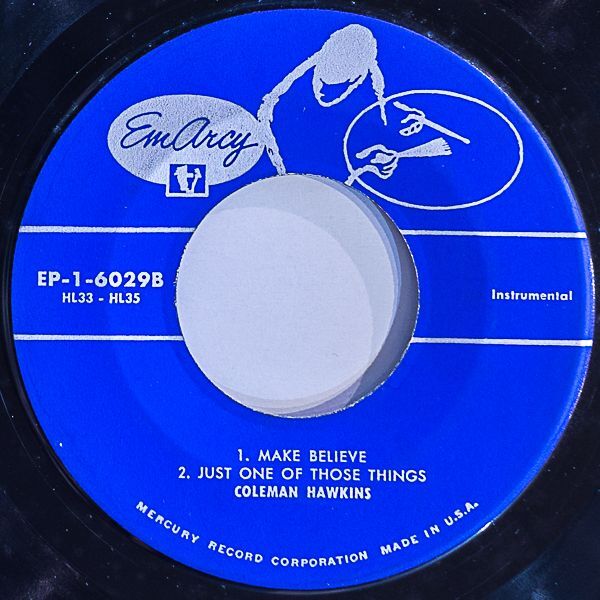 EmArcy
EP-1-6029B
HL33 - HL35
Instrumental
1. MAKE BELIEVE
2. JUST ONE OF THOSE THINGS
COLEMAN HAWKINS
MERCURY RECORD CORPORATION MADE IN U.S.A.